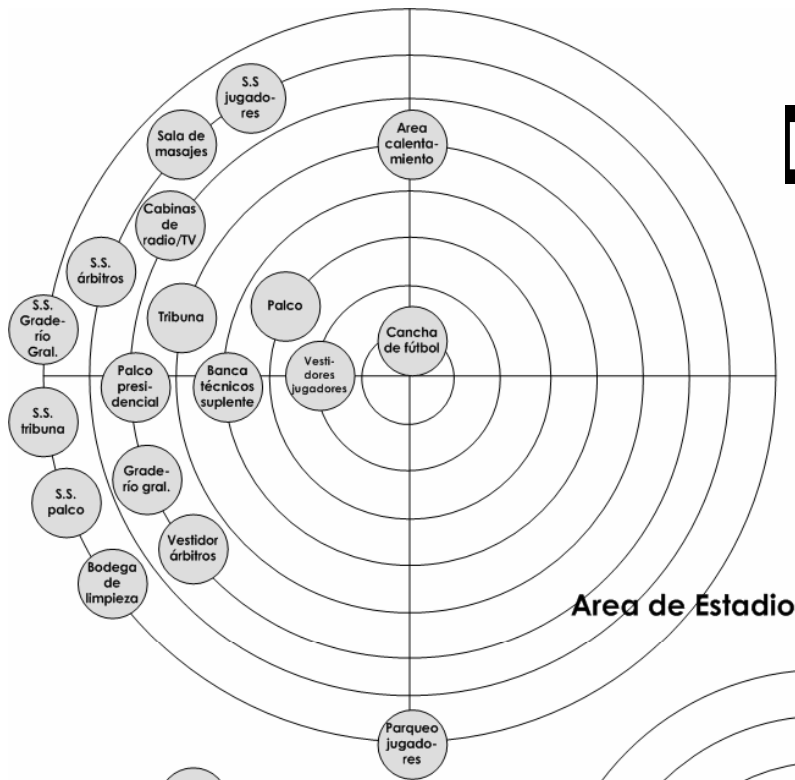 S.S
jugado-
res
Sala de
masajes
Area
calenta-
miento
Cabinas
de
radio/TV
S.S.
árbitros
S.S.
Grade-
río
Gral.
Tribuna
Palco
Cancha
de fútbol
Palco
presi-
dencial
Banca
técnicos
suplente
Vesti-
dores
jugadores
S.S.
tribuna
Grade-
río gral.
S.S.
palco
Vestidor
árbitros
Bodega
de
limpieza
Area de Estadio
Parqueo
jugado-
res